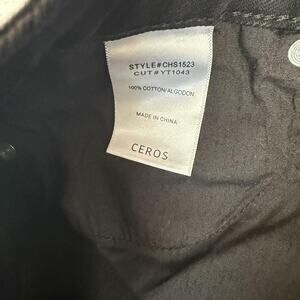 STYLE#CHS1523
CUT#YT1043
100% COTTON/ALGODON
MADE IN CHINA
CEROS